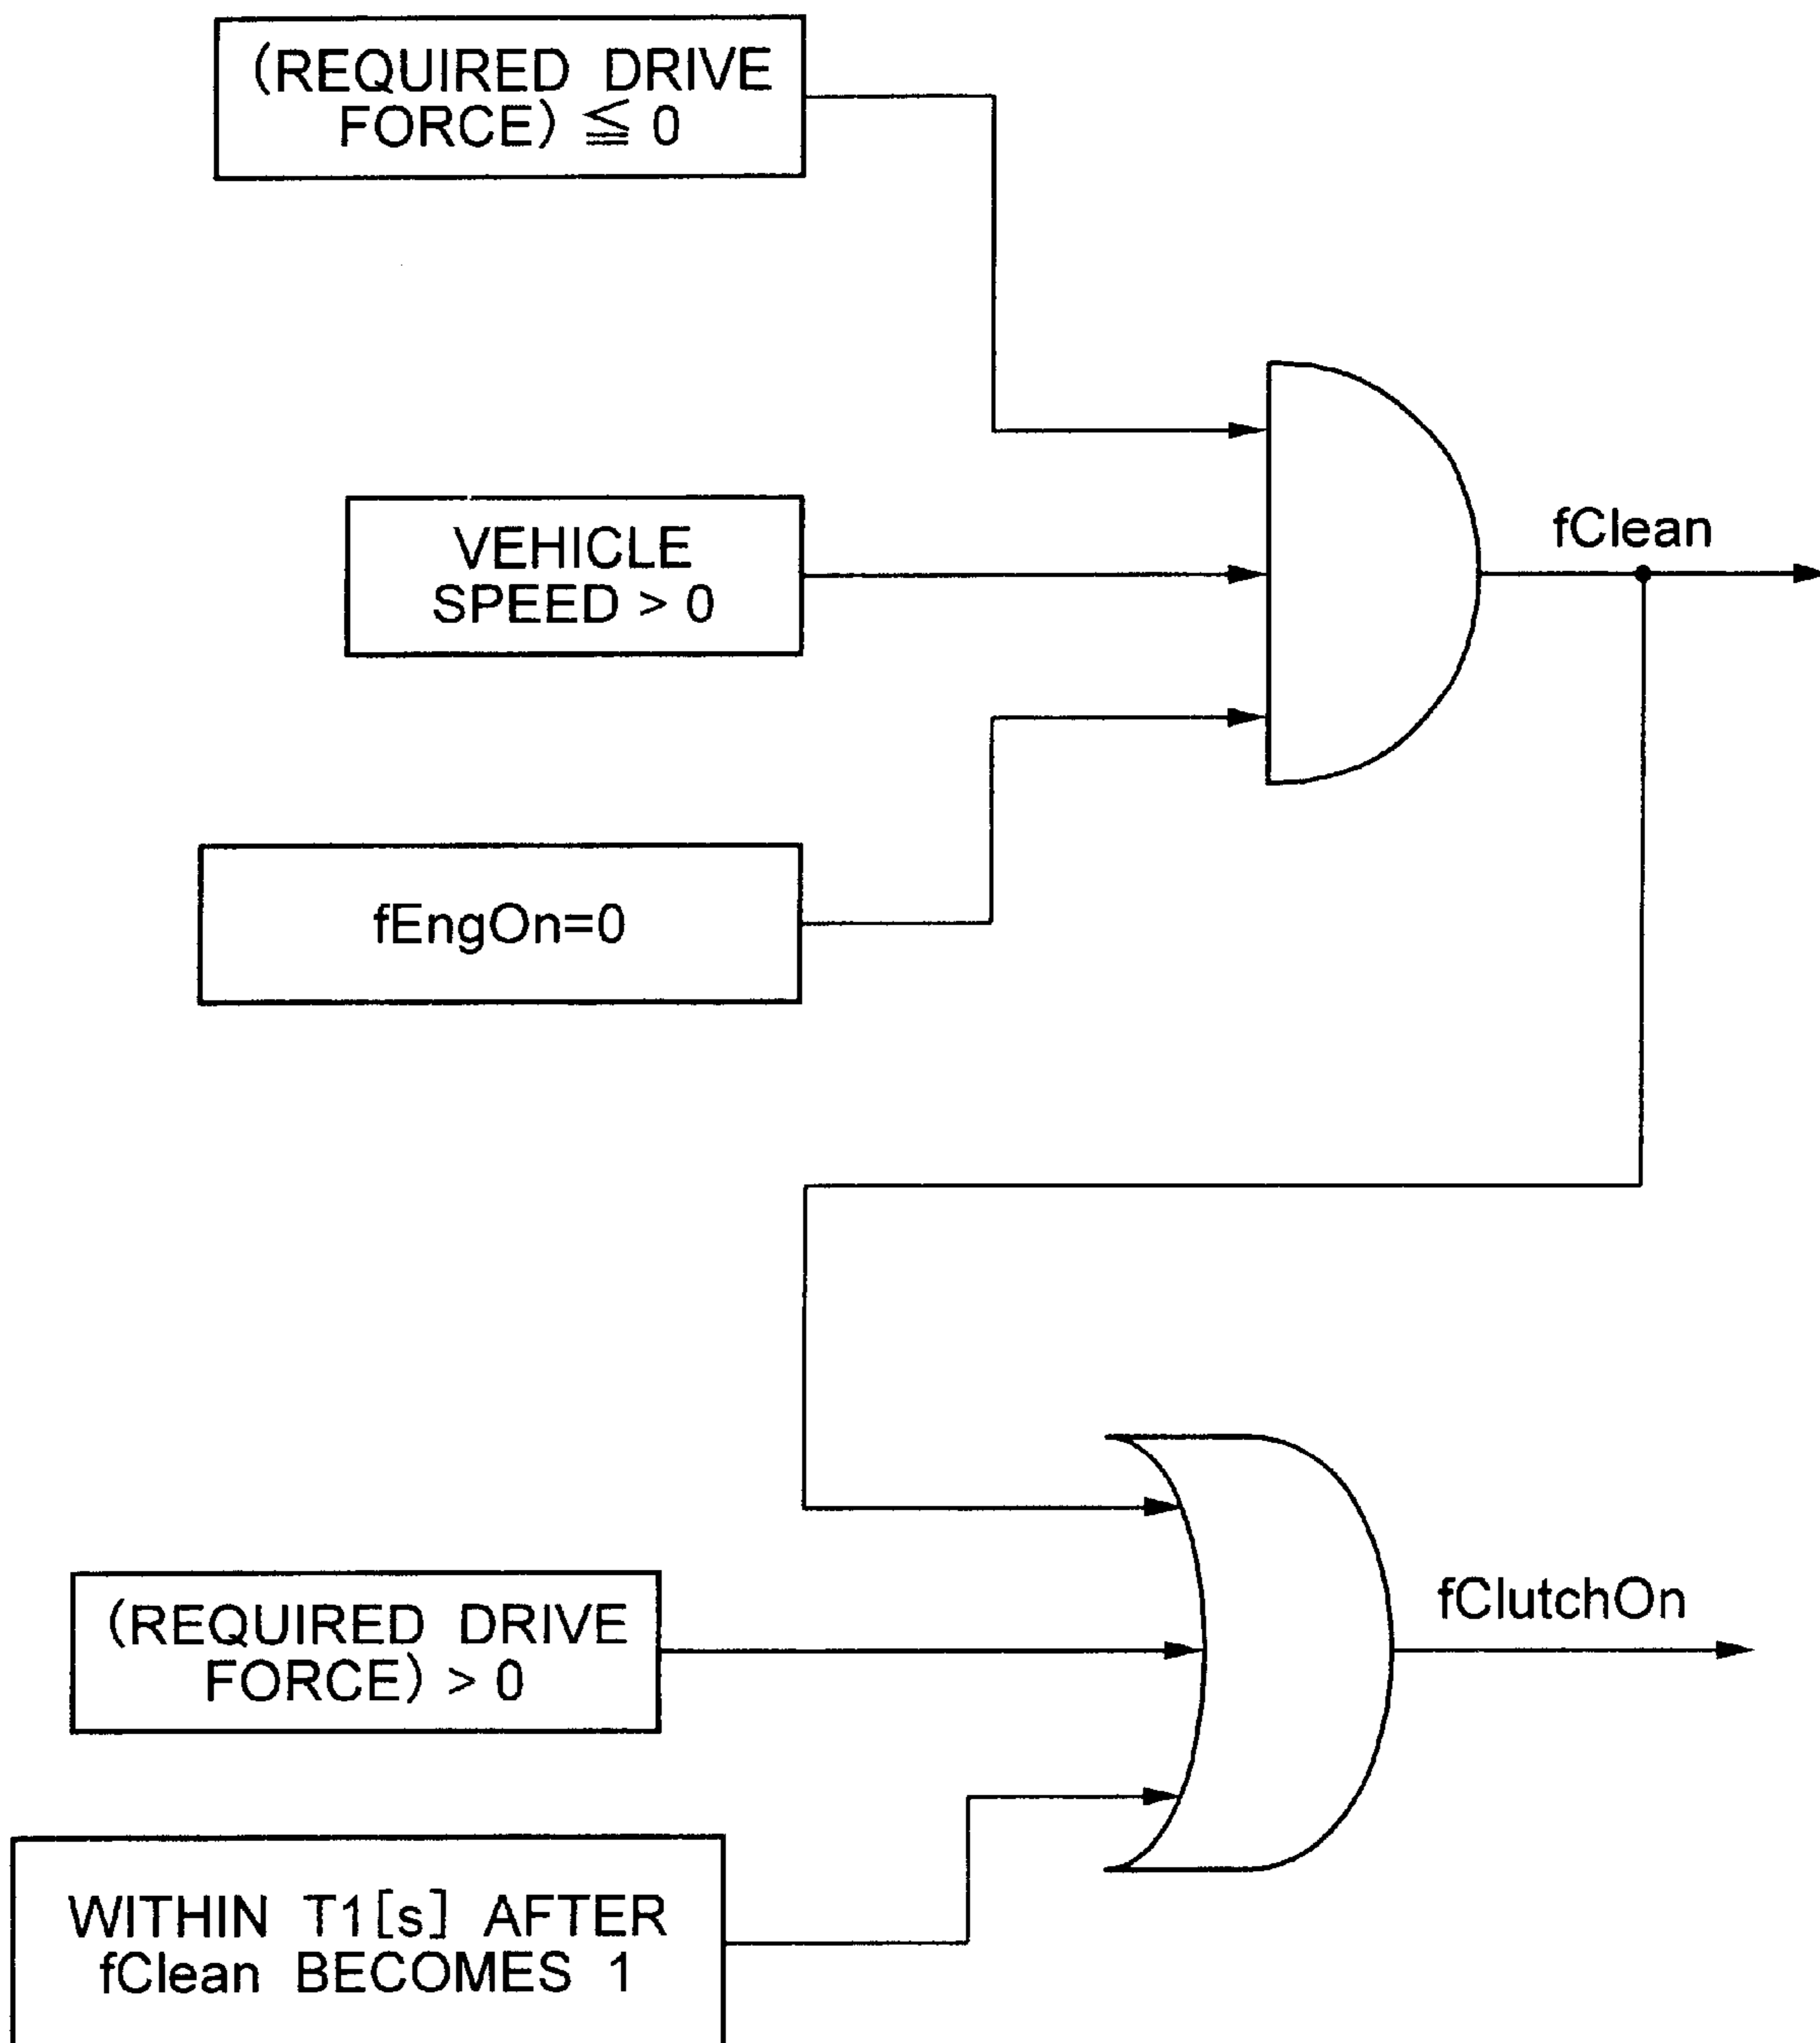 (REQUIRED DRIVE
FORCE) ≦ 0
VEHICLE
SPEED > 0
fClean
fEngOn=0
(REQUIRED DRIVE
FORCE) > 0
fClutchOn
WITHIN T1[s] AFTER
fClean BECOMES 1